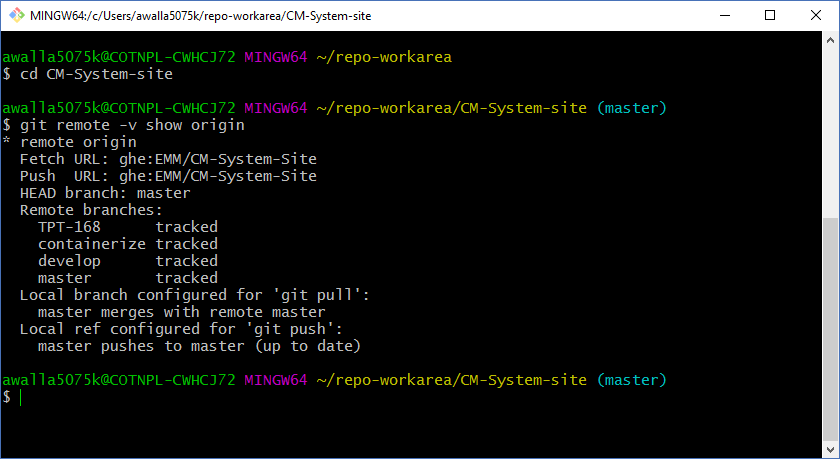 MINGW64:/c/Users/awalla5075k/repo-workarea/CM-System-site
awalla5075k@COTNPL-CWHCJ72 MINGW64 ~/repo-workarea
$ cd CM-System-site
awalla5075k@COTNPL-CWHCJ72 MINGW64 ~/repo-workarea/CM-System-site (master)
$ git remote -v show origin
* remote origin
  Fetch URL: ghe:EMM/CM-System-Site
  Push  URL: ghe:EMM/CM-System-Site
  HEAD branch: master
  Remote branches:
    TPT-168      tracked
    containerize tracked
    develop      tracked
    master       tracked
  Local branch configured for 'git pull':
    master merges with remote master
  Local ref configured for 'git push':
    master pushes to master (up to date)
awalla5075k@COTNPL-CWHCJ72 MINGW64 ~/repo-workarea/CM-System-site (master)
$